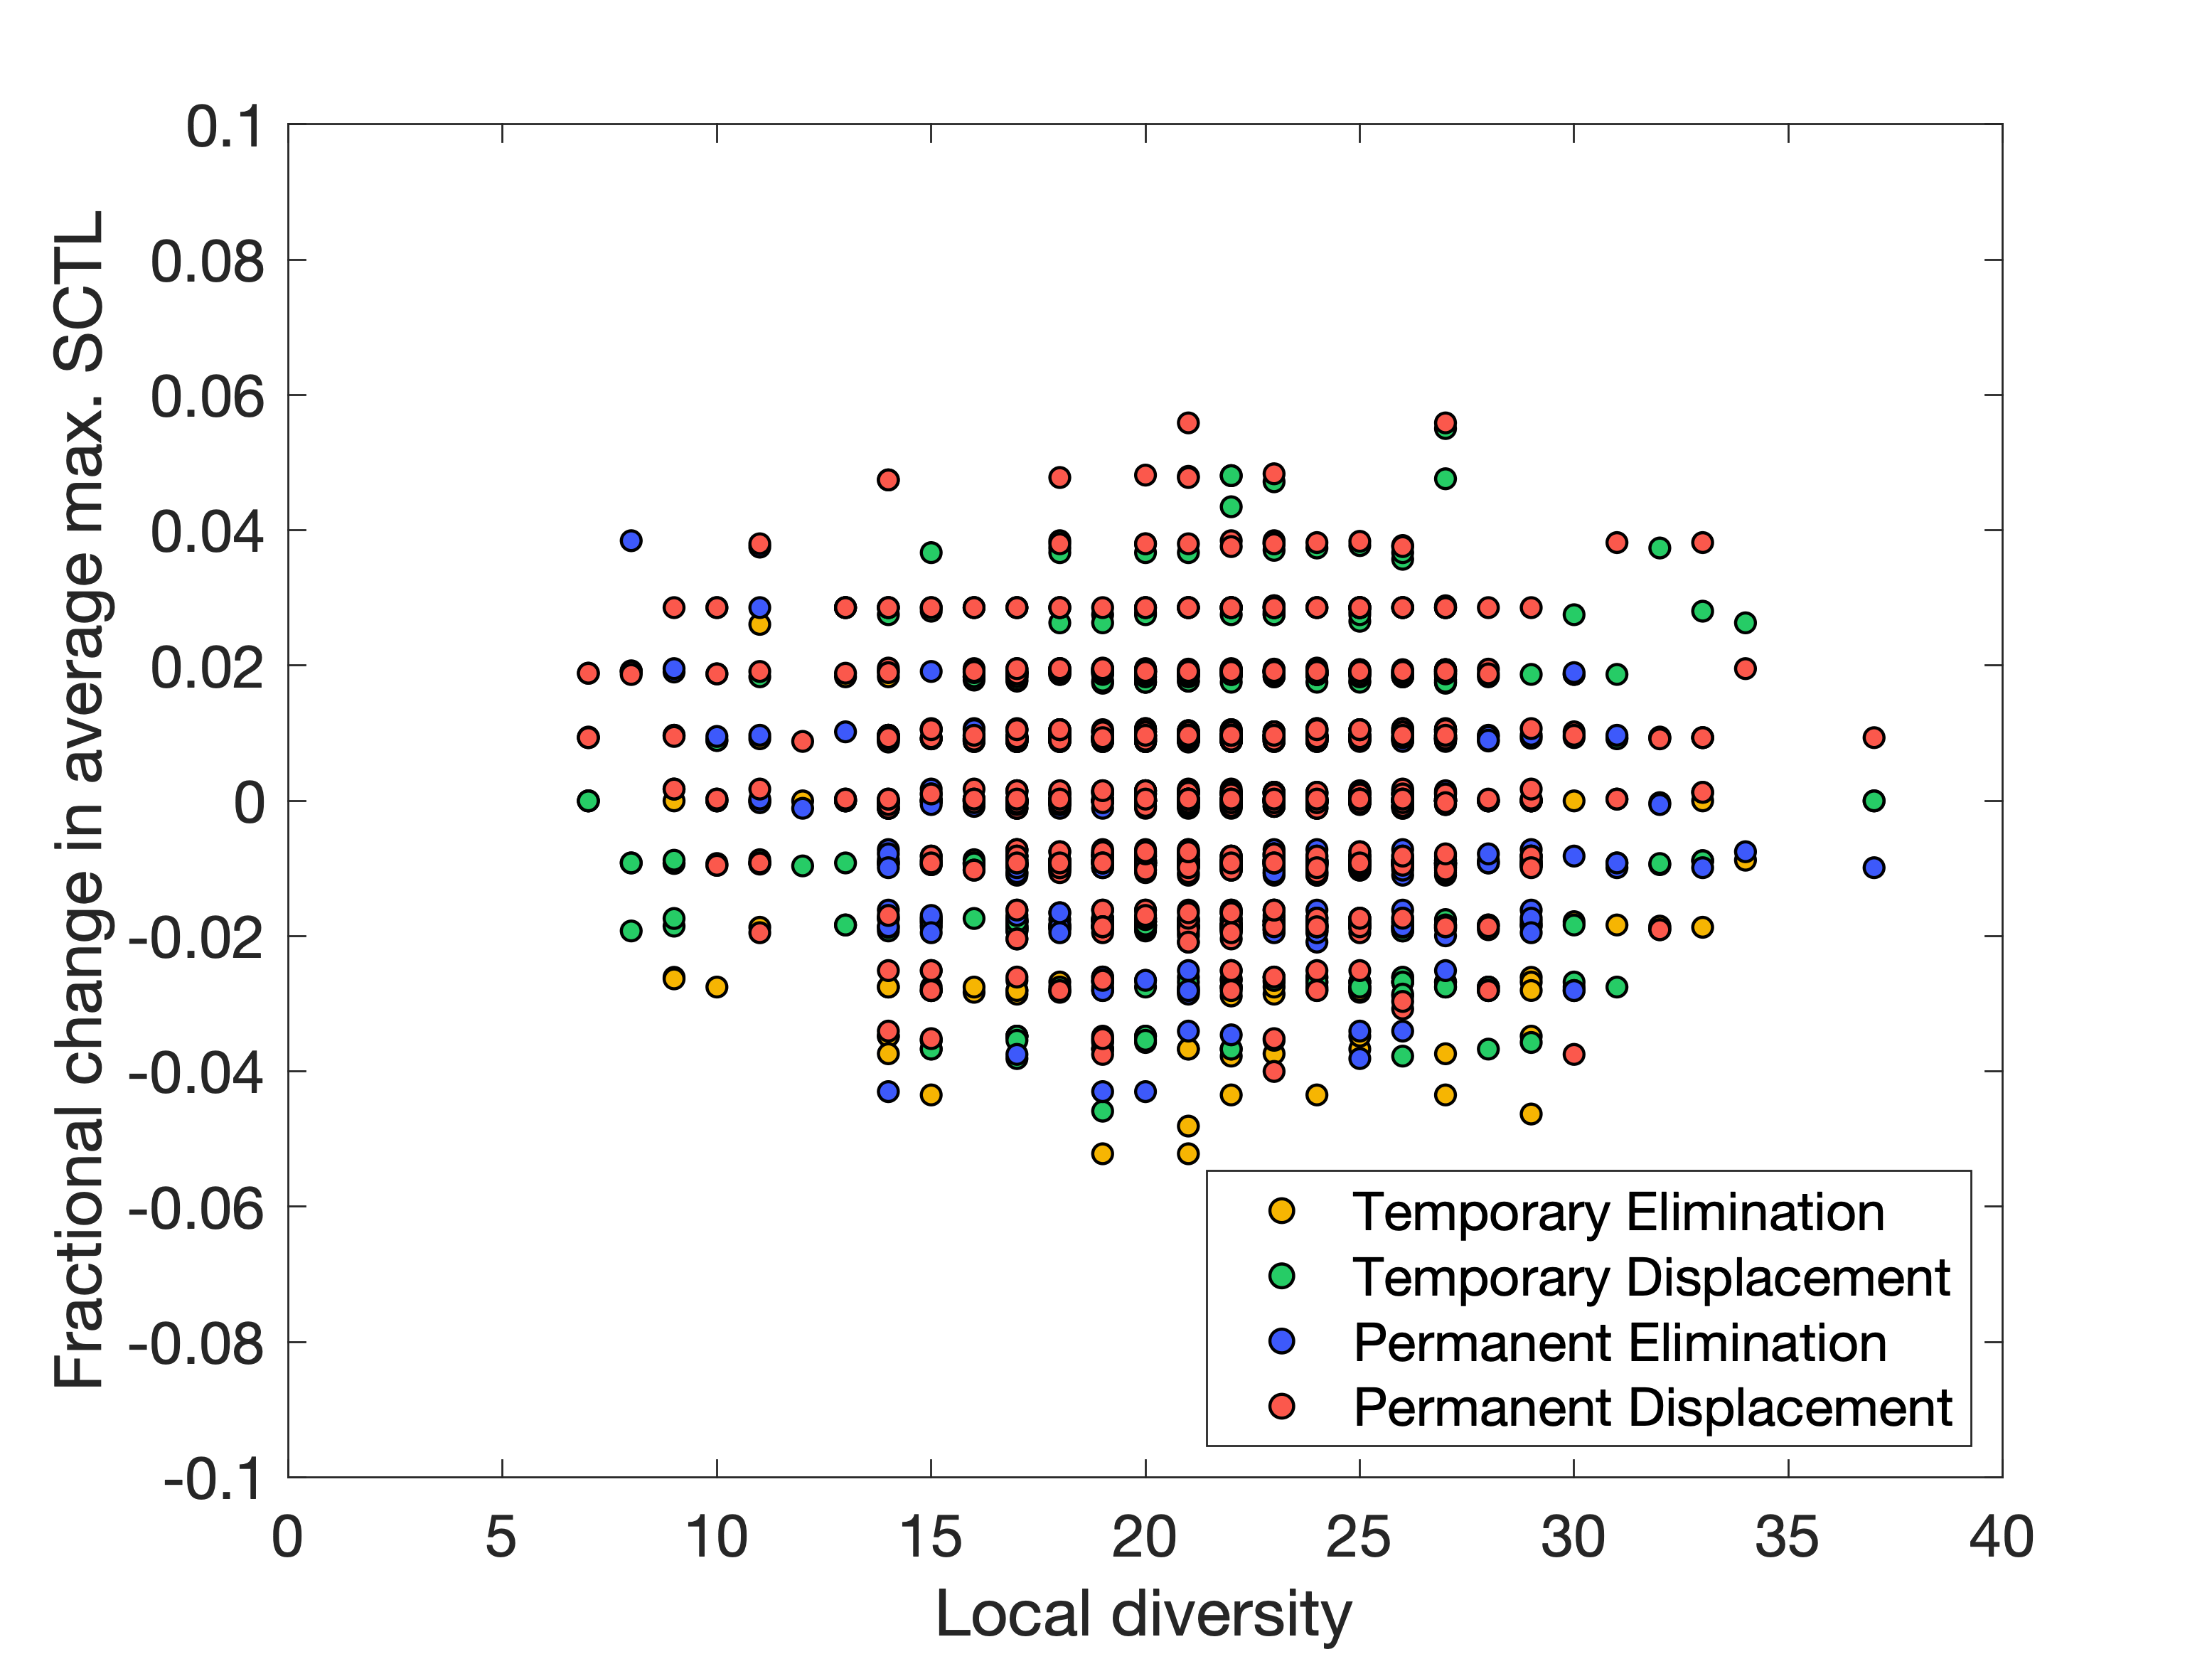 0.1
0.08
0.06
0.04
0.02
0
-0.02
-0.04
-0.06
-0.08
-0.1
Fractional change in average max. SCTL
Temporary Elimination
Temporary Displacement
Permanent Elimination
Permanent Displacement
0 5 10 15 20 25 30 35 40
Local diversity